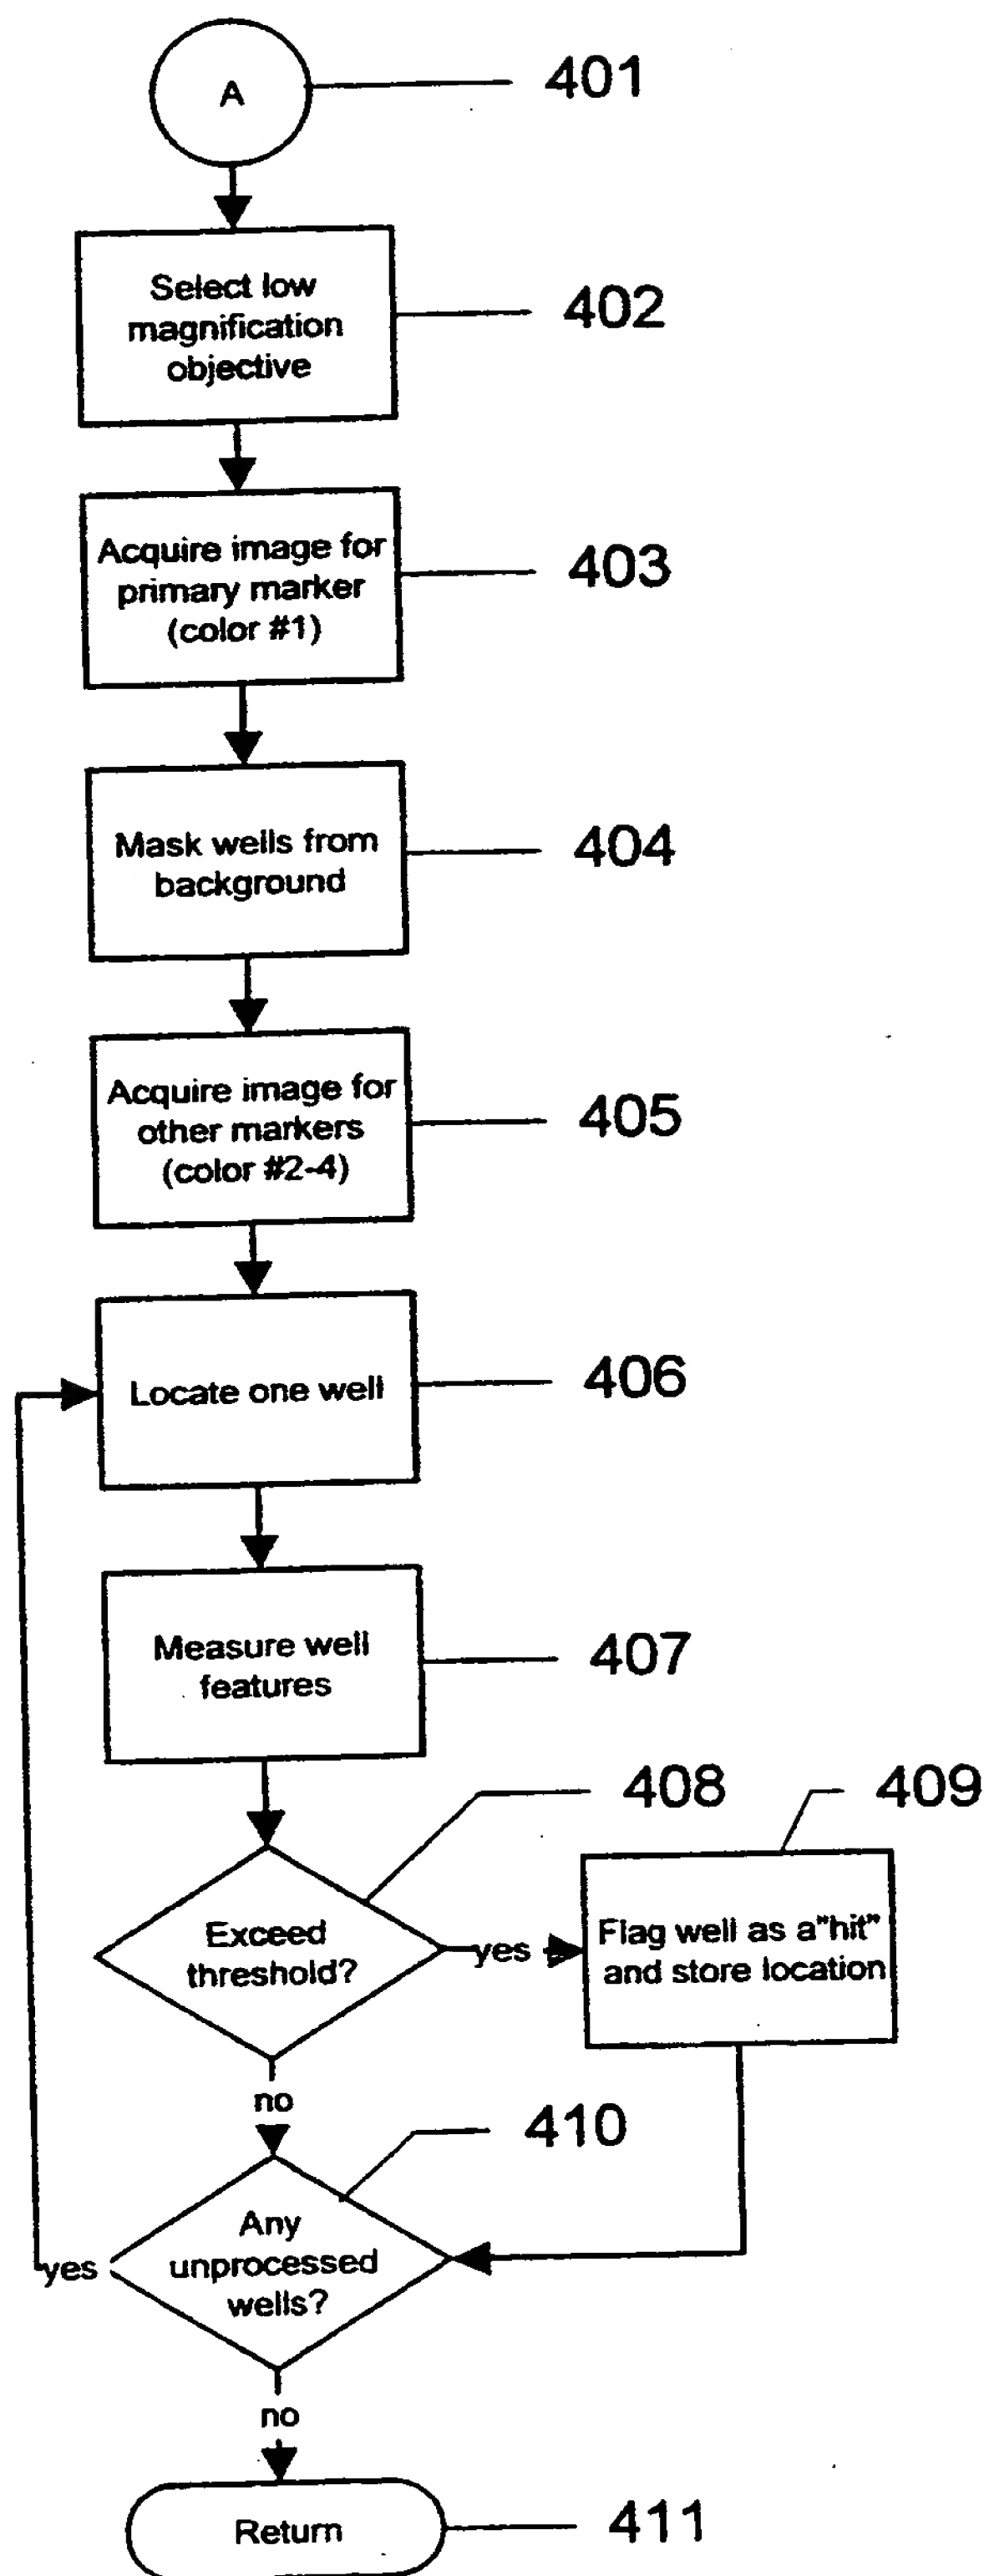 A
401
Select low
magnification
objective
402
Acquire image for
primary marker
(color #1)
403
Mask wells from
background
404
Acquire image for
other markers
(color #2-4)
405
Locate one well
406
Measure well
features
407
408
409
Exceed
threshold?
yes
Flag well as a"hit"
and store location
no
410
Any
unprocessed
wells?
yes
no
Return
411